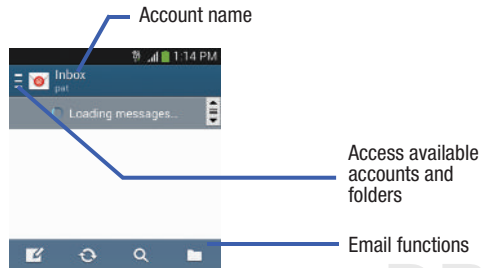 Account name
1:14 PM
Inbox
pat
Loading messages...
Access available
accounts and
folders
Email functions